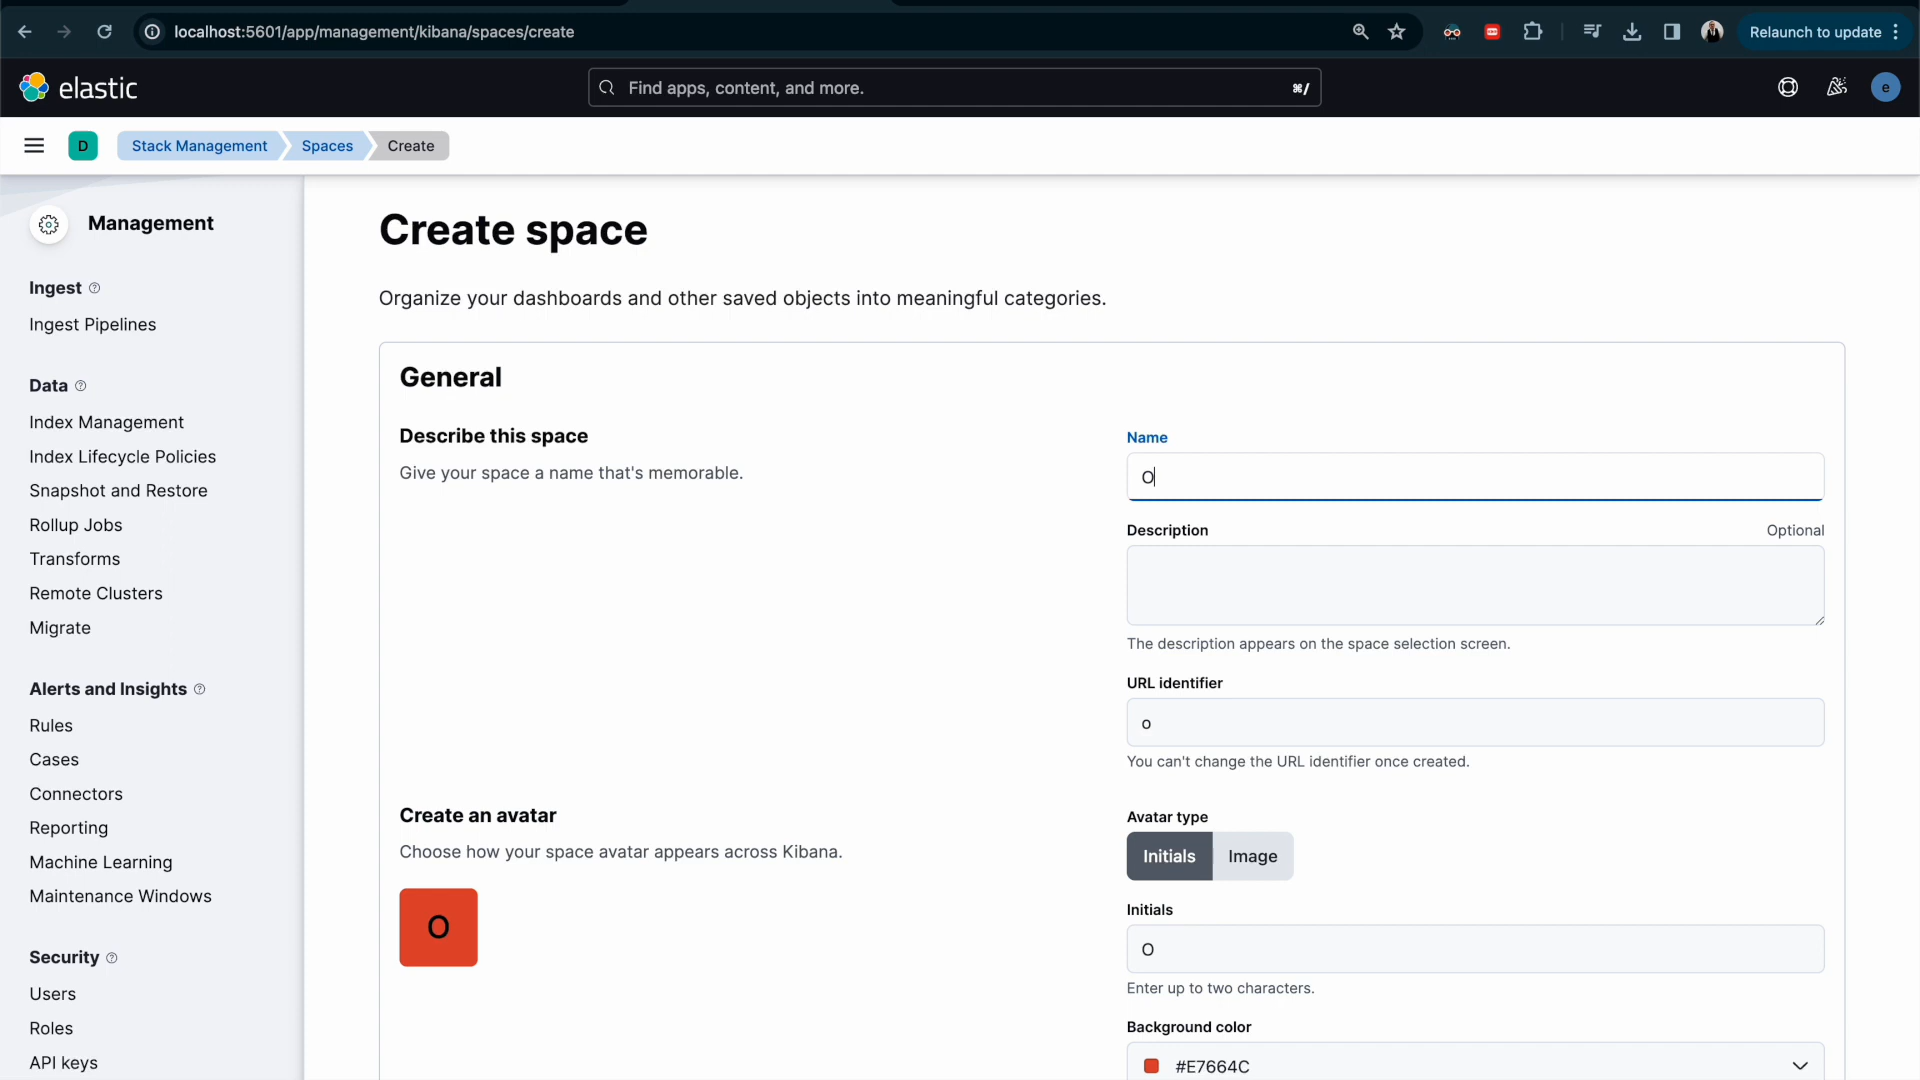 localhost:5601/app/management/kibana/spaces/create
Relaunch to update
elastic
Find apps, content, and more.
⌘/
e
D
Stack Management
Spaces
Create
Management
Ingest
Ingest Pipelines
Data
Index Management
Index Lifecycle Policies
Snapshot and Restore
Rollup Jobs
Transforms
Remote Clusters
Migrate
Alerts and Insights
Rules
Cases
Connectors
Reporting
Machine Learning
Maintenance Windows
Security
Users
Roles
API keys
Create space
Organize your dashboards and other saved objects into meaningful categories.
General
Describe this space
Give your space a name that's memorable.
Name
O
Description
Optional
The description appears on the space selection screen.
URL identifier
o
You can't change the URL identifier once created.
Create an avatar
Choose how your space avatar appears across Kibana.
O
Avatar type
Initials
Image
Initials
O
Enter up to two characters.
Background color
#E7664C